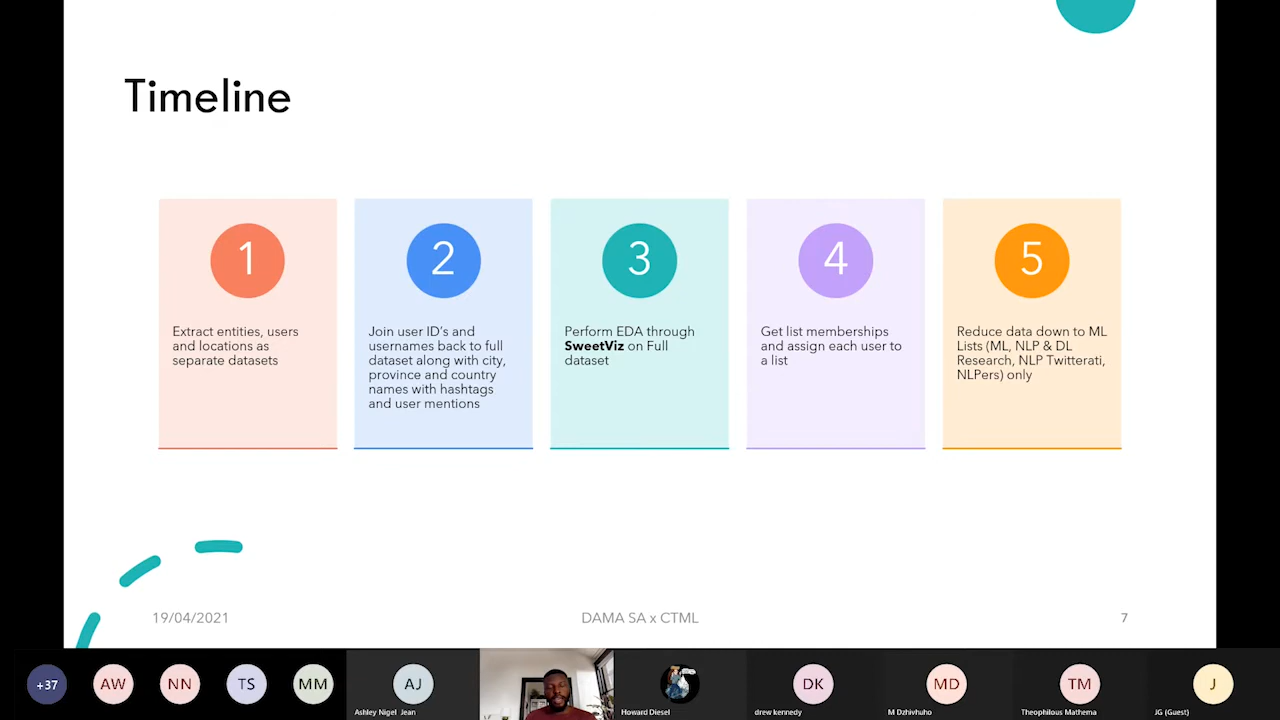 Timeline
1
Extract entities, users
and locations as
separate datasets
2
Join user ID's and
usernames back to full
dataset along with city,
province and country
names with hashtags
and user mentions
3
Perform EDA through
SweetViz on Full
dataset
4
Get list memberships
and assign each user to
a list
5
Reduce data down to ML
Lists (ML, NLP & DL
Research, NLP Twitterati,
NLPers) only
19/04/2021
DAMA SA x CTML
7
+37
AW
NN
TS
MM
AJ
Ashley Nigel Jean
Howard Diesel
DK
drew kennedy
MD
M Dzhivhuho
TM
Theophilous Mathema
J
JG (Guest)